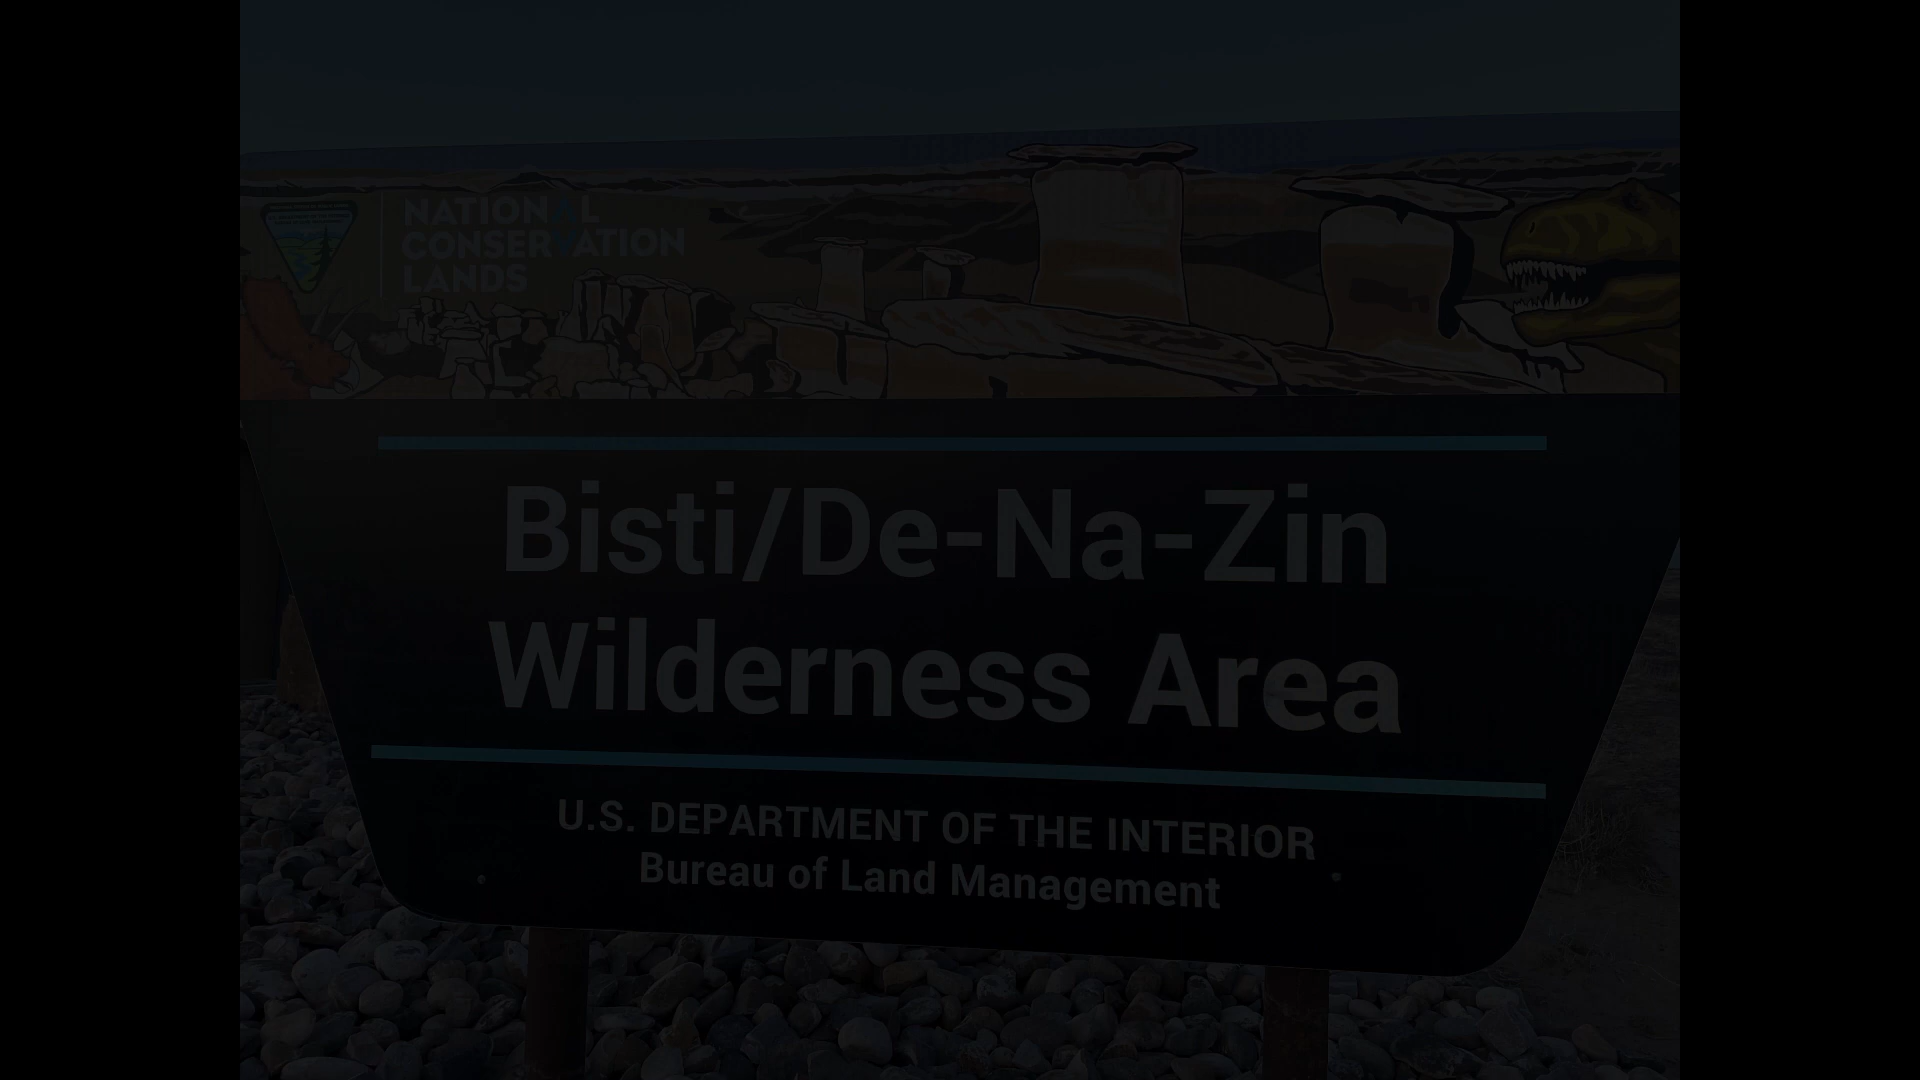 NATIONAL
CONSERVATION
LANDS
Bisti/De-Na-Zin
Wilderness Area
U.S. DEPARTMENT OF THE INTERIOR
Bureau of Land Management